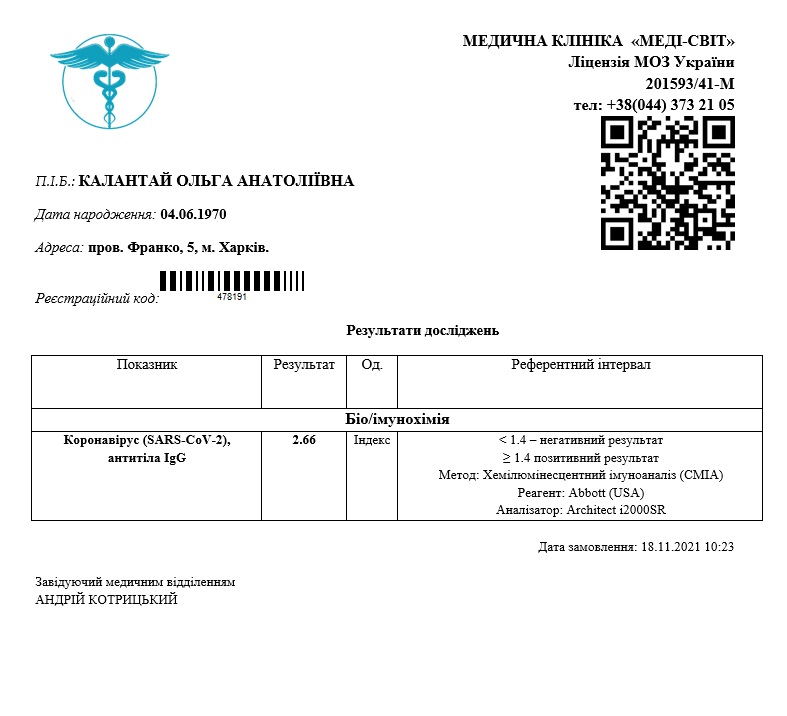 МЕДИЧНА КЛІНІКА «МЕДІ-СВІТ»
Ліцензія МОЗ України
201593/41-М
тел: +38(044) 373 21 05
П.І.Б.: КАЛАНТАЙ ОЛЬГА АНАТОЛІЇВНА
Дата народження: 04.06.1970
Адреса: пров. Франко, 5, м. Харків.
Реєстраційний код:
478191
Результати досліджень
Показник Результат Од. Референтний інтервал
Біо/імунохімія
Коронавірус (SARS-CoV-2), 2.66 Індекс < 1.4 – негативний результат
антитіла IgG ≥ 1.4 позитивний результат
Метод: Хемілюмінесцентний імуноаналіз (CMIA)
Реагент: Abbott (USA)
Аналізатор: Architect i2000SR
Дата замовлення: 18.11.2021 10:23
Завідуючий медичним відділенням
АНДРІЙ КОТРИЦЬКИЙ